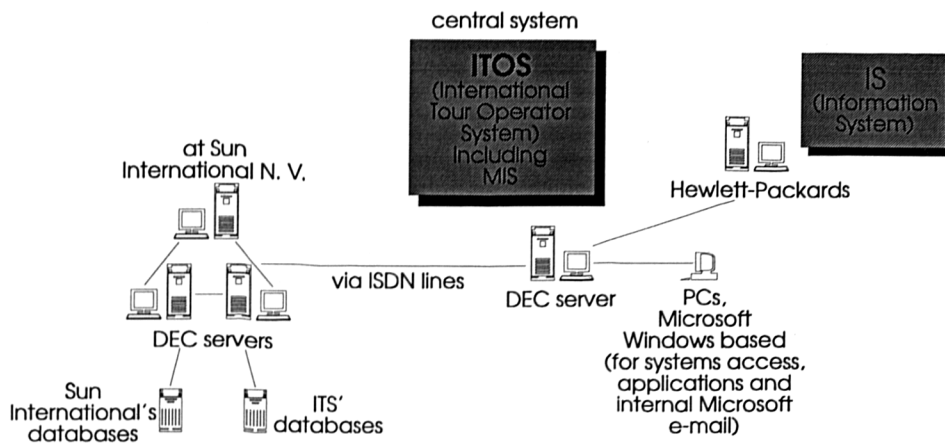 central system
ITOS
(International
Tour Operator
System)
Including
MIS
IS
(Information
System)
at Sun
International N. V.
Hewlett-Packards
via ISDN lines
DEC server
DEC servers
PCs,
Microsoft
Windows based
(for systems access,
applications and
internal Microsoft
e-mail)
Sun
International's
databases
ITS'
databases